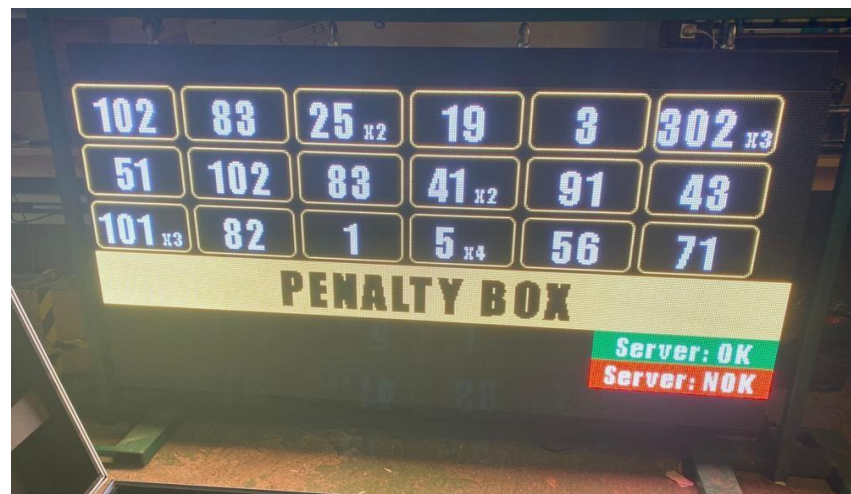 102 83 25 X2 19 3 302 X3
51 102 83 41 X2 91 43
101 X3 82 1 5 X4 56 71
PENALTY BOX
Server: OK
Server: NOK